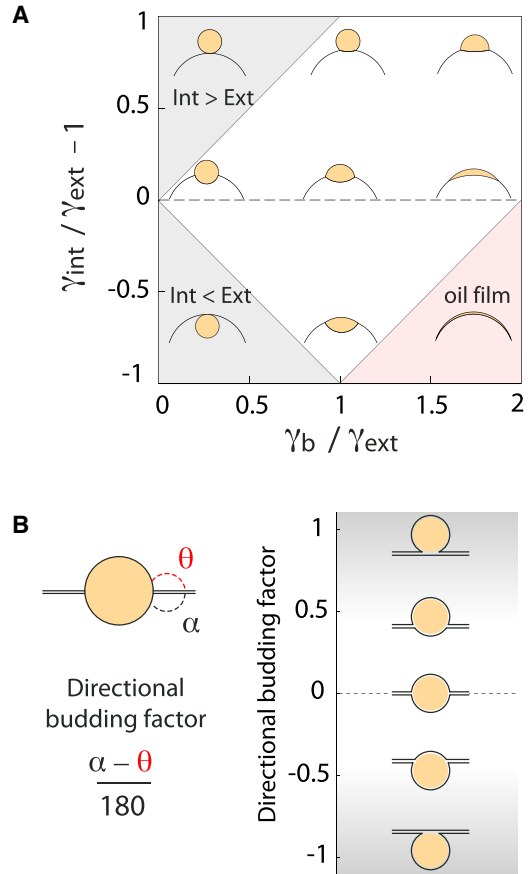 A
1
0.5
0
-0.5
-1
γint / γext – 1
Int > Ext
Int < Ext
oil film
0 0.5 1 1.5 2
γb / γext
B
θ
α
Directional
budding factor
α – θ
180
Directional budding factor
1
0.5
0
-0.5
-1